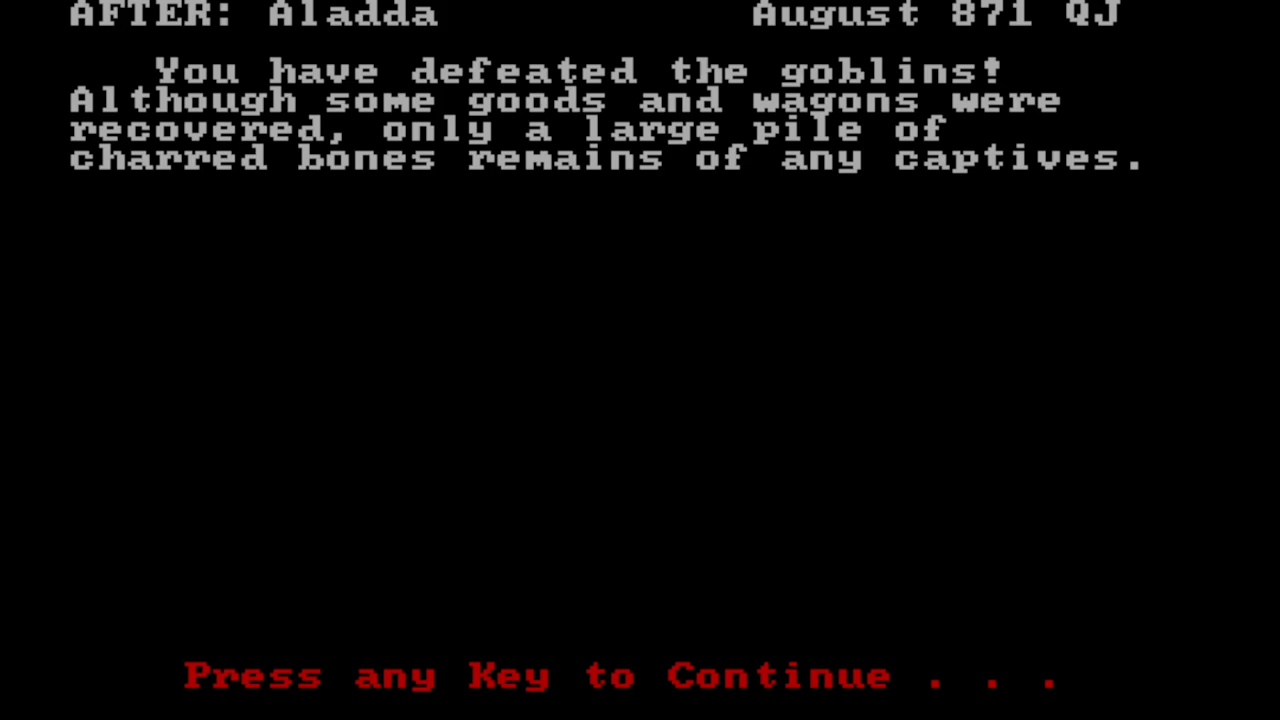 AFTER: Aladda August 871 QJ
You have defeated the goblins!
Although some goods and wagons were
recovered, only a large pile of
charred bones remains of any captives.
Press any Key to Continue . . .